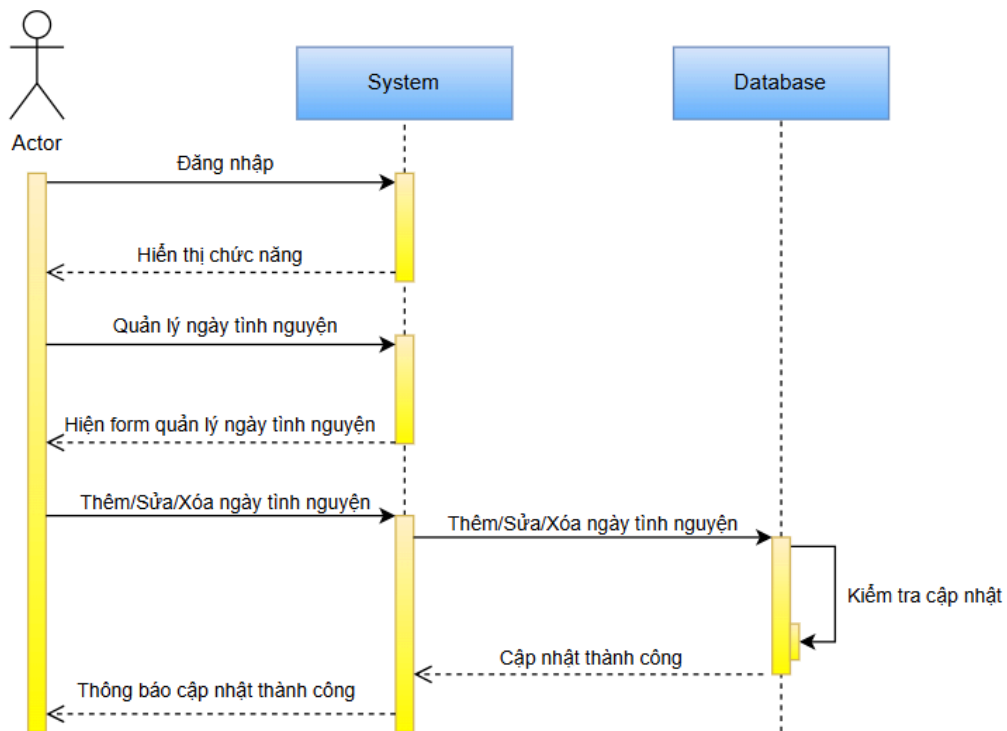 System
Database
Actor
Đăng nhập
Hiển thị chức năng
Quản lý ngày tình nguyện
Hiện form quản lý ngày tình nguyện
Thêm/Sửa/Xóa ngày tình nguyện
Thêm/Sửa/Xóa ngày tình nguyện
Kiểm tra cập nhật
Cập nhật thành công
Thông báo cập nhật thành công